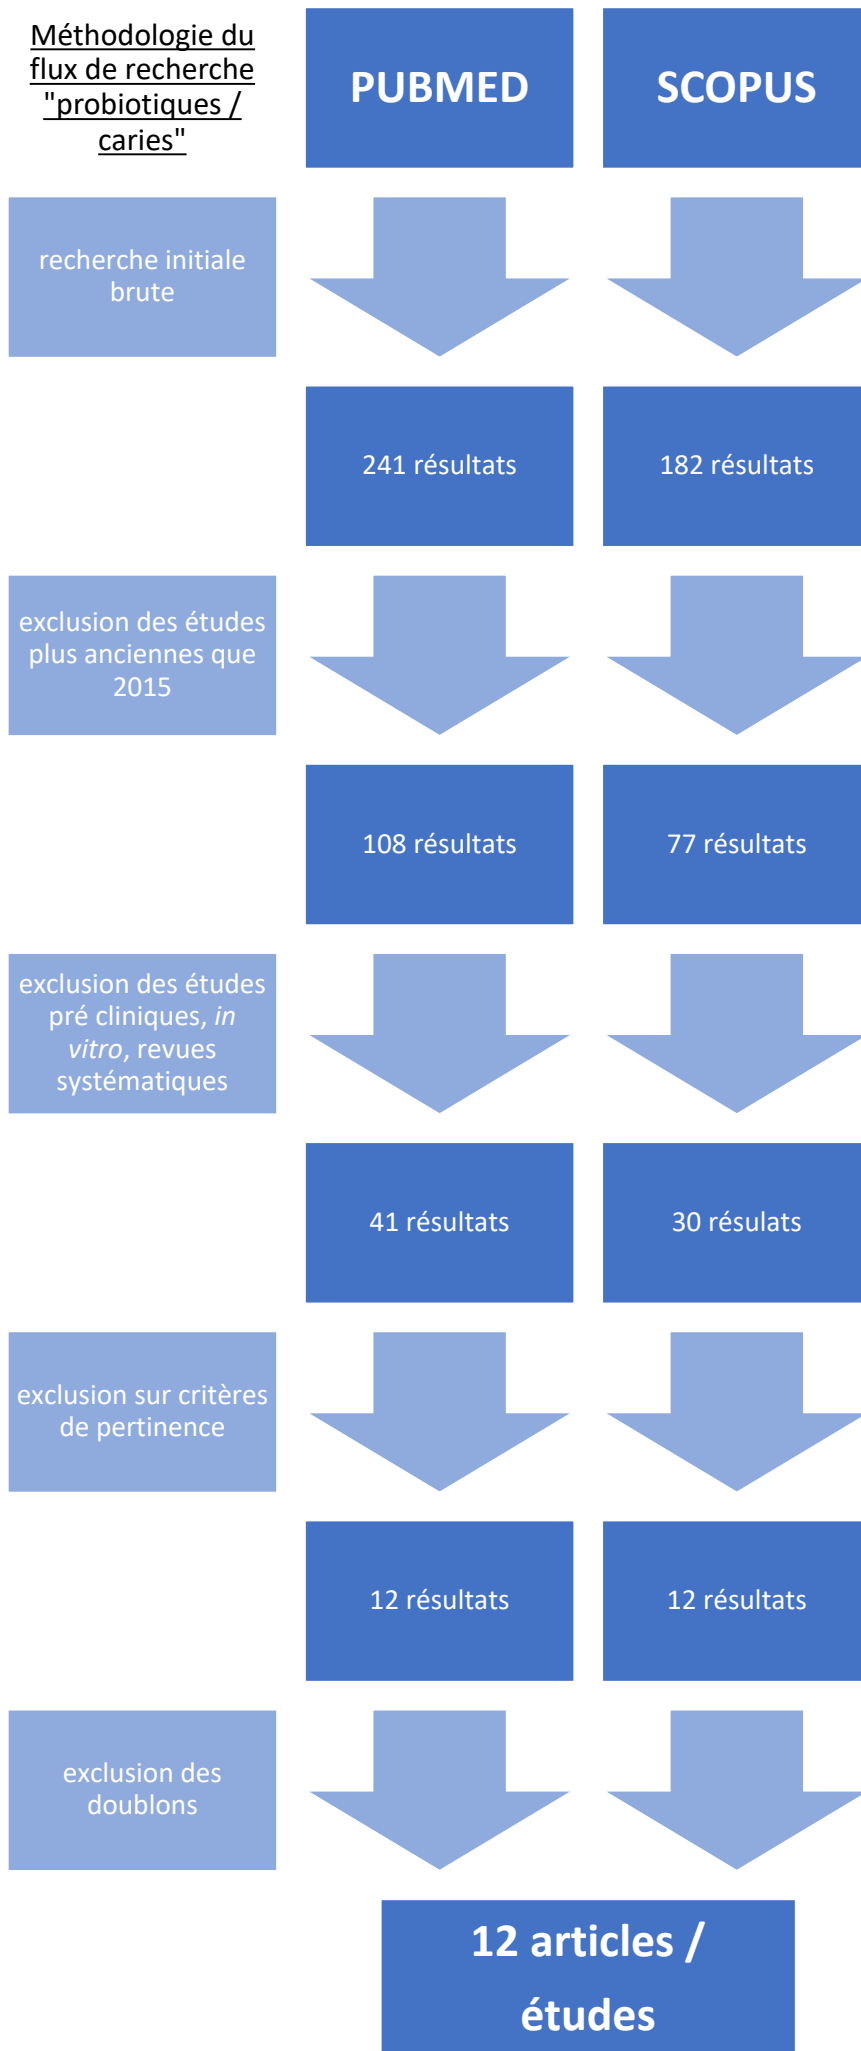 Méthodologie du
flux de recherche
"probiotiques /
caries"
PUBMED
SCOPUS
recherche initiale
brute
241 résultats
182 résultats
exclusion des études
plus anciennes que
2015
108 résultats
77 résultats
exclusion des études
pré cliniques, in
vitro, revues
systématiques
41 résultats
30 résulats
exclusion sur critères
de pertinence
12 résultats
12 résultats
exclusion des
doublons
12 articles /
études